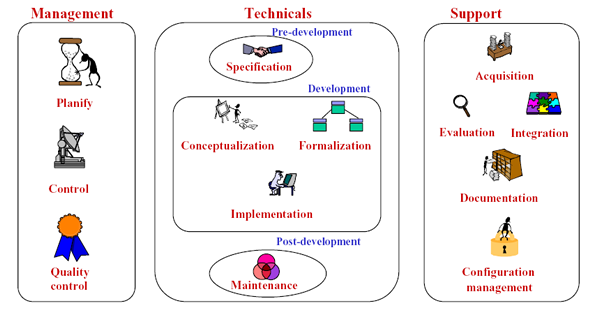 Management
Planify
Control
Quality
control
Technicals
Pre-development
Specification
Development
Conceptualization
Formalization
Implementation
Post-development
Maintenance
Support
Acquisition
Evaluation
Integration
Documentation
Configuration
management